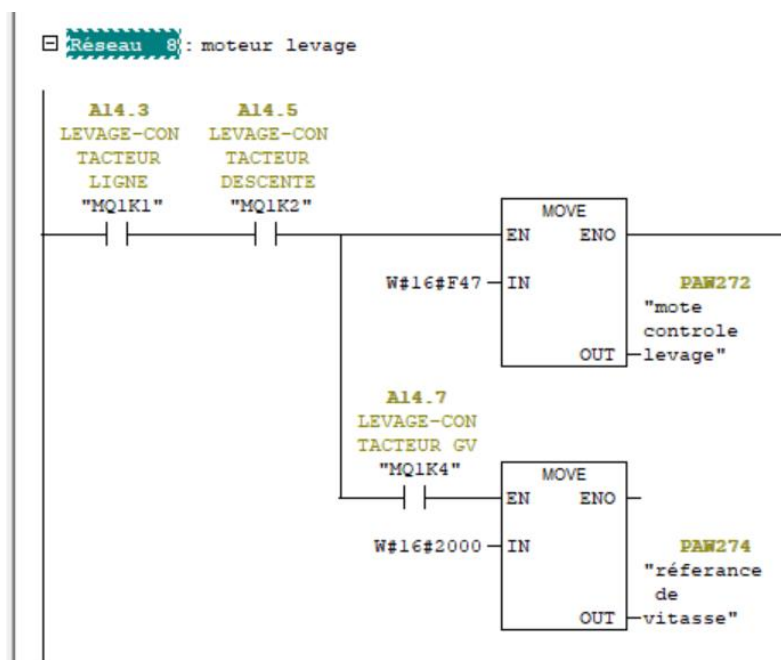 Réseau 8: moteur levage
A14.3
LEVAGE-CON
TACTEUR
LIGNE
"MQ1K1"
A14.5
LEVAGE-CON
TACTEUR
DESCENTE
"MQ1K2"
MOVE
EN ENO
W#16#F47 IN
PAW272
"mote
controle
OUT levage"
A14.7
LEVAGE-CON
TACTEUR GV
"MQ1K4"
MOVE
EN ENO
W#16#2000 IN
PAW274
"réferance
de
OUT vitasse"